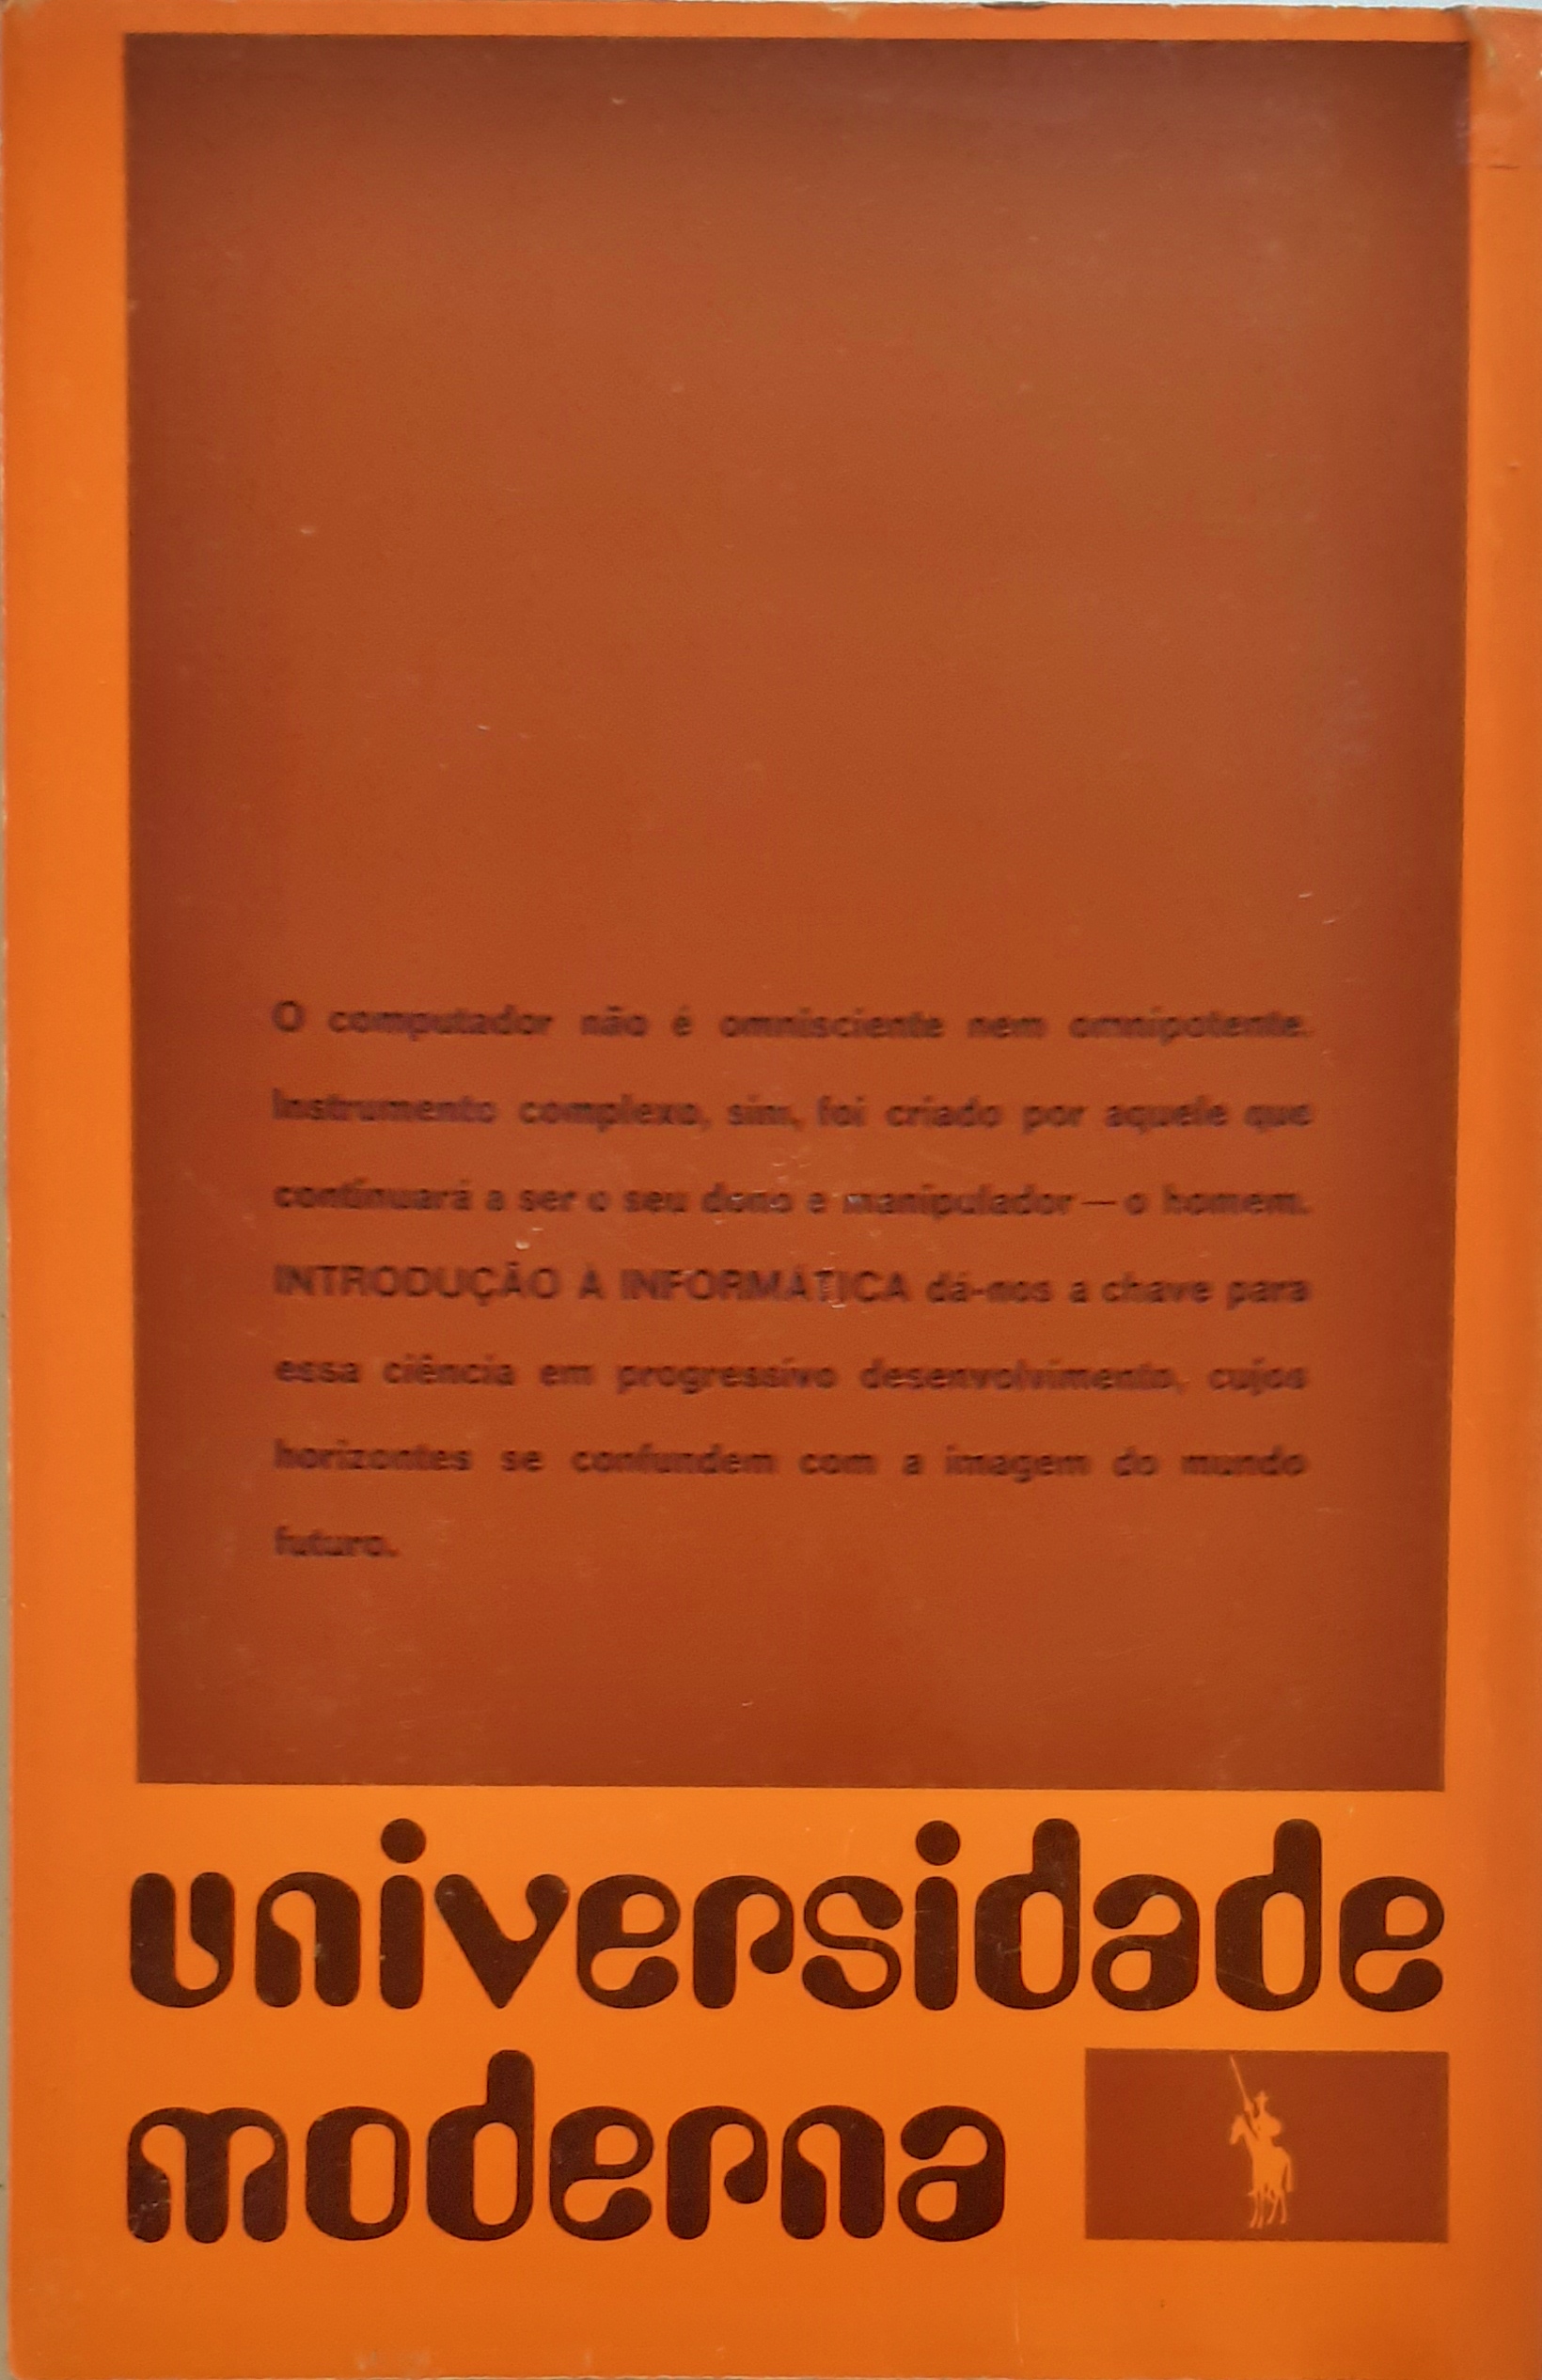 O computador não é omnisciente nem omnipotente.
Instrumento complexo, sim, foi criado por aquele que
continuará a ser o seu dono e manipulador — o homem.
INTRODUÇÃO À INFORMÁTICA dá-nos a chave para
essa ciência em progressivo desenvolvimento, cujos
horizontes se confundem com a imagem do mundo
futuro.
universidade
moderna